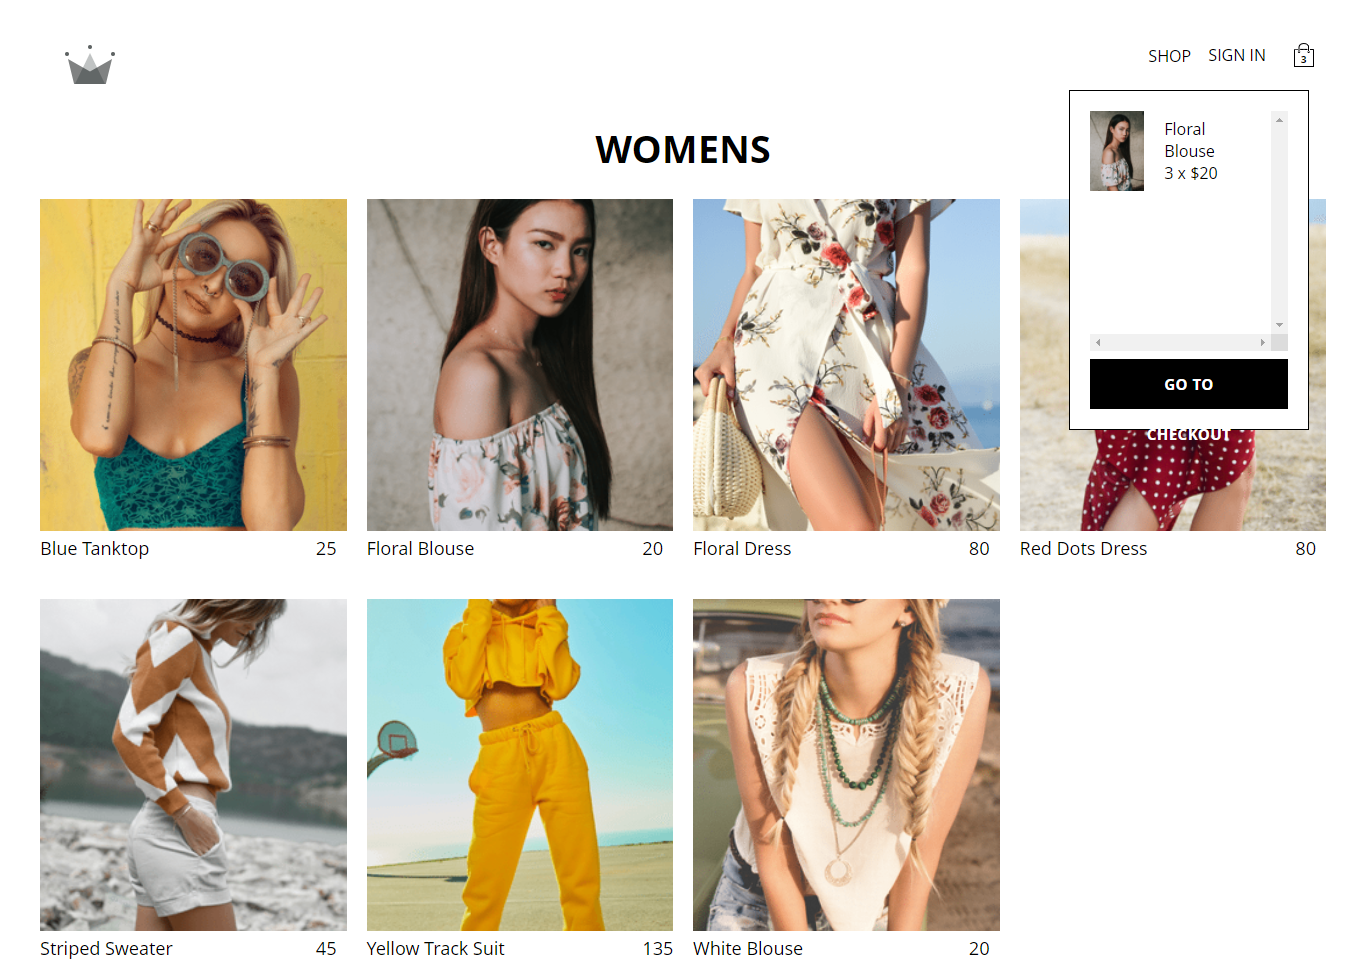 SHOP SIGN IN 3
WOMENS
Floral
Blouse
3 x $20
GO TO
CHECKOUT
Blue Tanktop 25
Floral Blouse 20
Floral Dress 80
Red Dots Dress 80
Striped Sweater 45
Yellow Track Suit 135
White Blouse 20